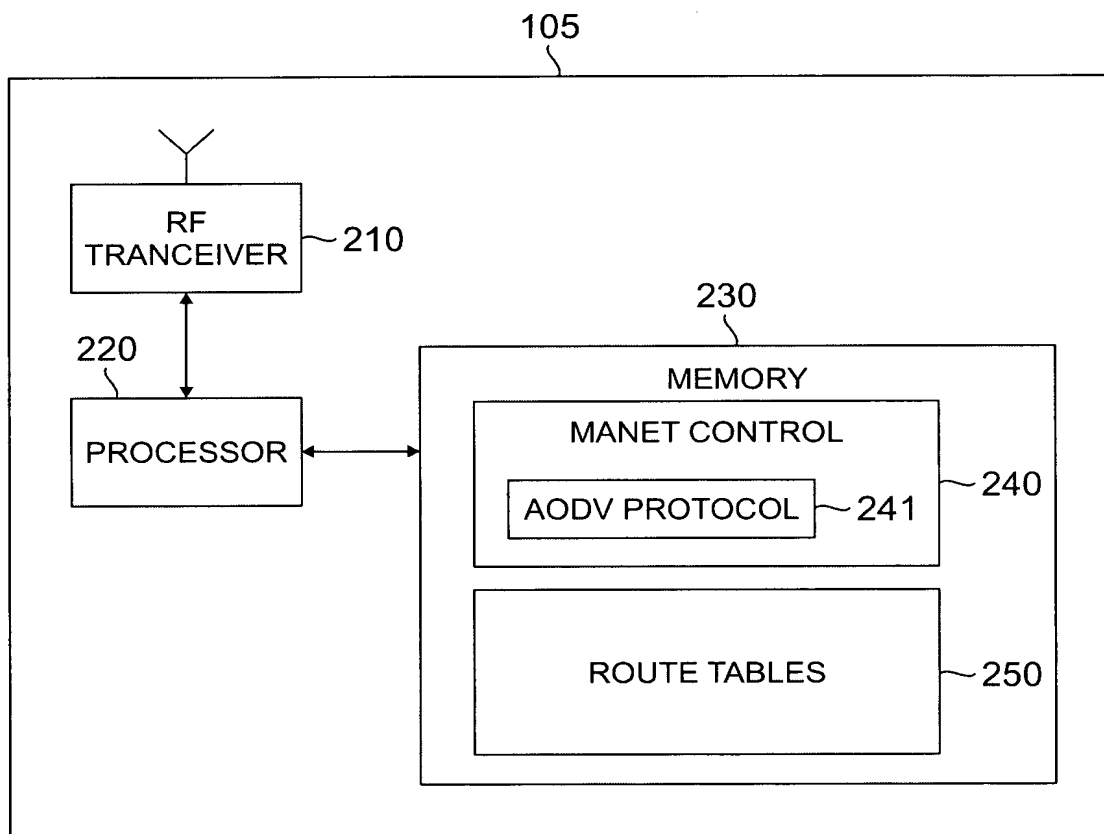 105
RF
TRANCEIVER
210
220
PROCESSOR
230
MEMORY
MANET CONTROL
240
AODV PROTOCOL
241
ROUTE TABLES
250